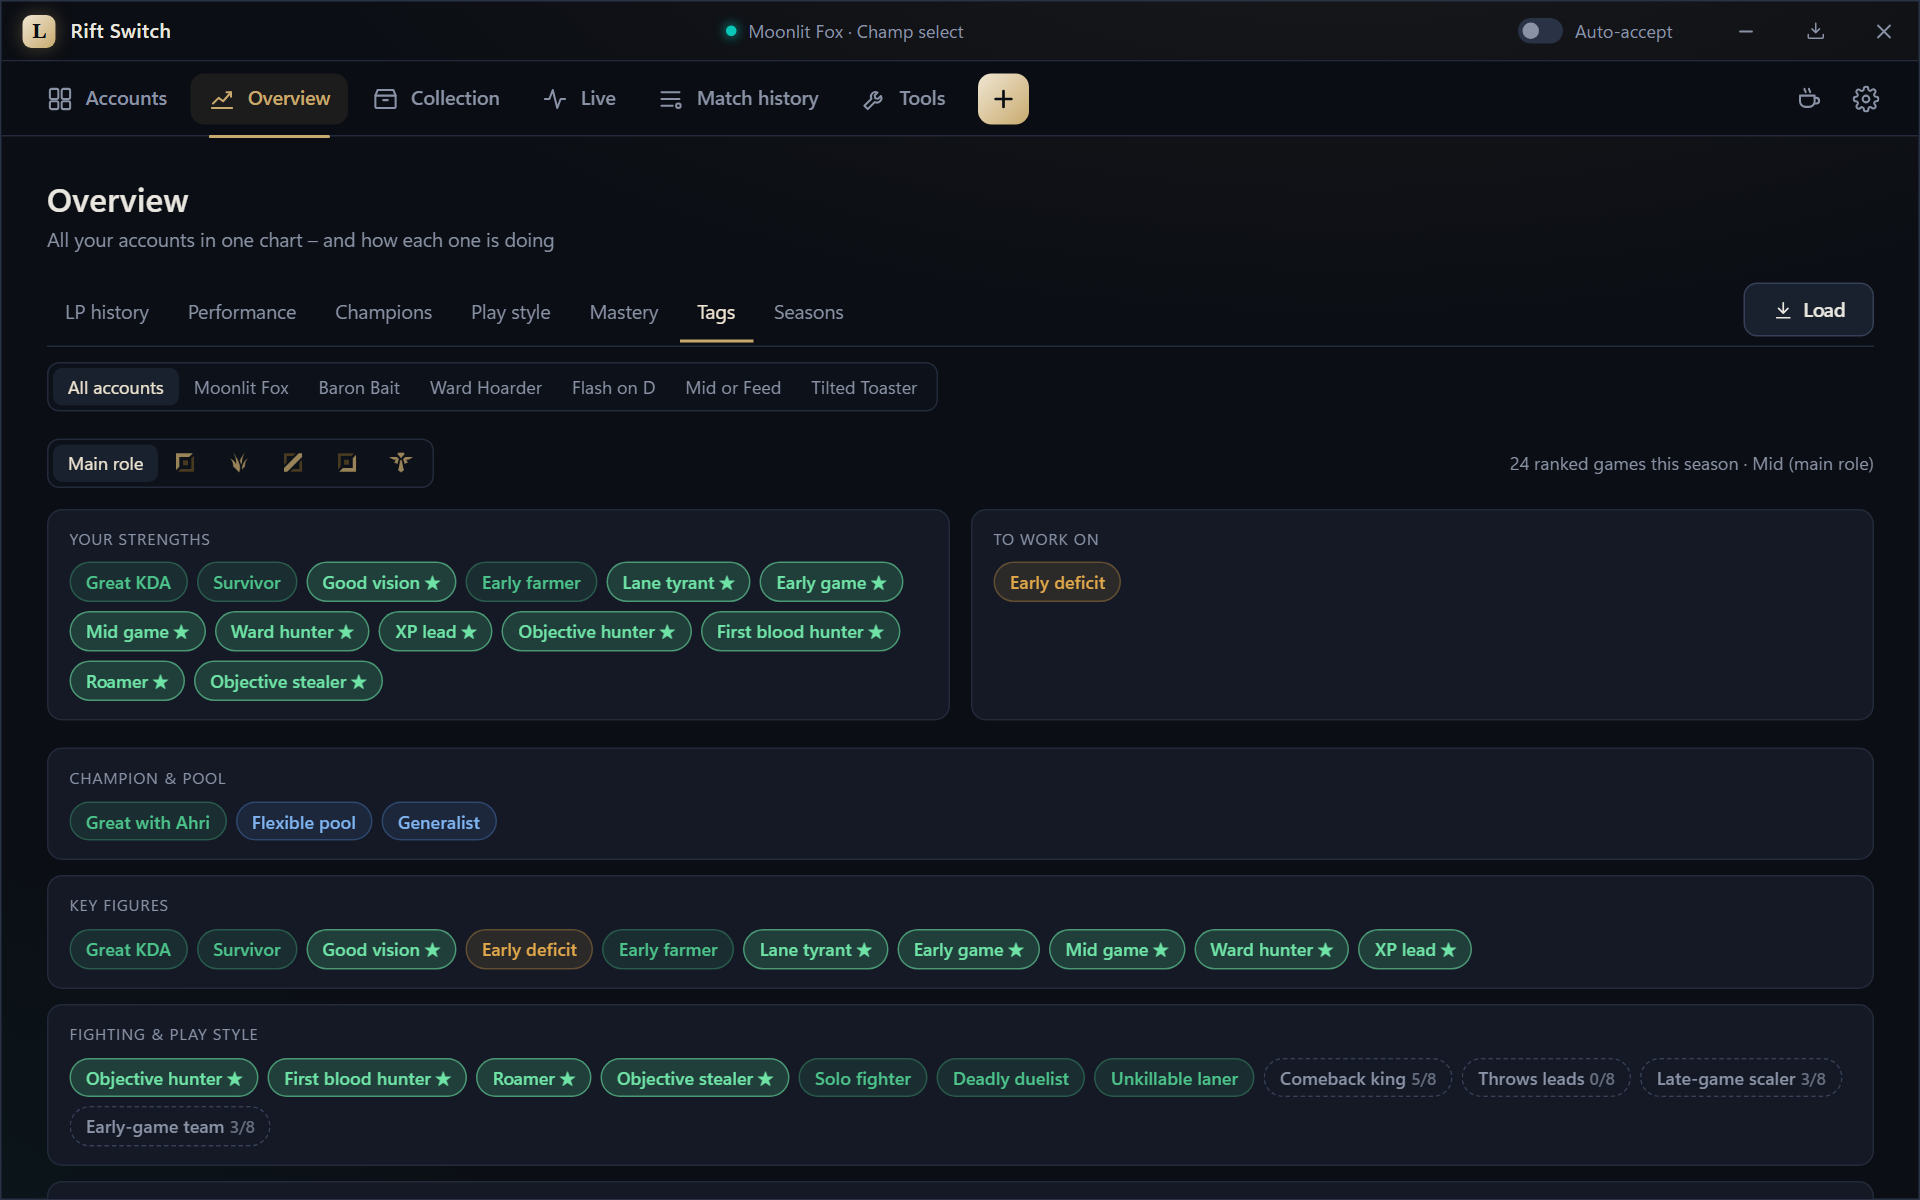 L Rift Switch
Moonlit Fox · Champ select
Auto-accept
Accounts
Overview
Collection
Live
Match history
Tools
Overview
All your accounts in one chart – and how each one is doing
LP history
Performance
Champions
Play style
Mastery
Tags
Seasons
Load
All accounts
Moonlit Fox
Baron Bait
Ward Hoarder
Flash on D
Mid or Feed
Tilted Toaster
Main role
24 ranked games this season · Mid (main role)
YOUR STRENGTHS
Great KDA
Survivor
Good vision ★
Early farmer
Lane tyrant ★
Early game ★
Mid game ★
Ward hunter ★
XP lead ★
Objective hunter ★
First blood hunter ★
Roamer ★
Objective stealer ★
TO WORK ON
Early deficit
CHAMPION & POOL
Great with Ahri
Flexible pool
Generalist
KEY FIGURES
Great KDA
Survivor
Good vision ★
Early deficit
Early farmer
Lane tyrant ★
Early game ★
Mid game ★
Ward hunter ★
XP lead ★
FIGHTING & PLAY STYLE
Objective hunter ★
First blood hunter ★
Roamer ★
Objective stealer ★
Solo fighter
Deadly duelist
Unkillable laner
Comeback king 5/8
Throws leads 0/8
Late-game scaler 3/8
Early-game team 3/8